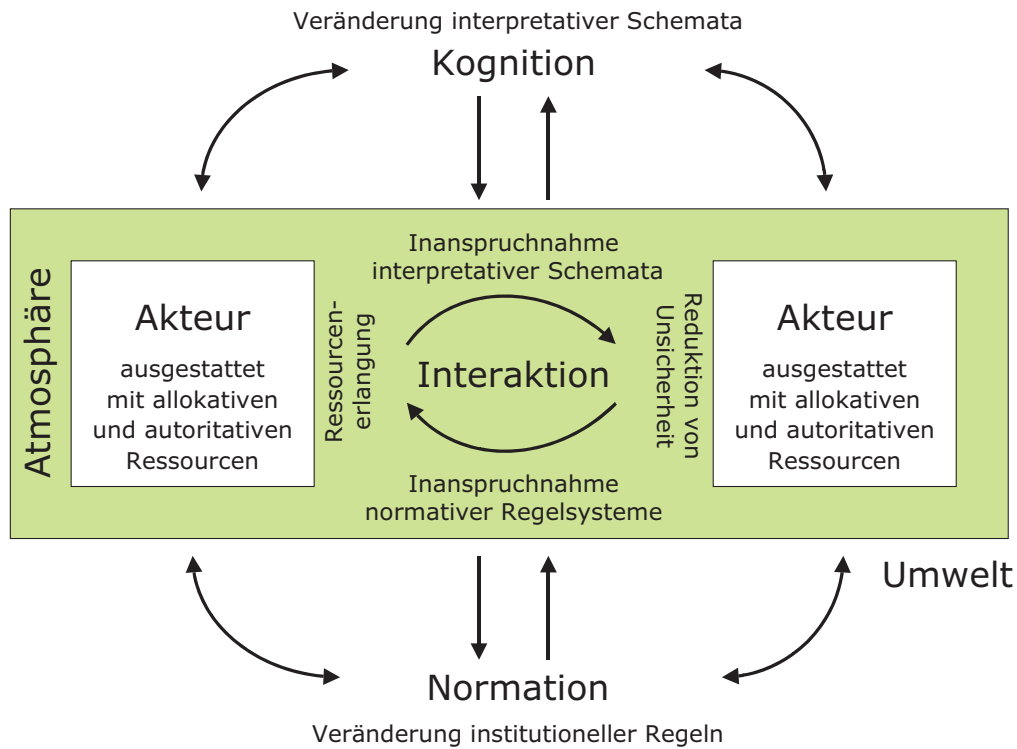 Veränderung interpretativer Schemata
Kognition
Atmosphäre
Akteur
ausgestattet
mit allokativen
und autoritativen
Ressourcen
Ressourcen-
erlangung
Inanspruchnahme
interpretativer Schemata
Interaktion
Inanspruchnahme
normativer Regelsysteme
Reduktion von
Unsicherheit
Akteur
ausgestattet
mit allokativen
und autoritativen
Ressourcen
Umwelt
Normation
Veränderung institutioneller Regeln